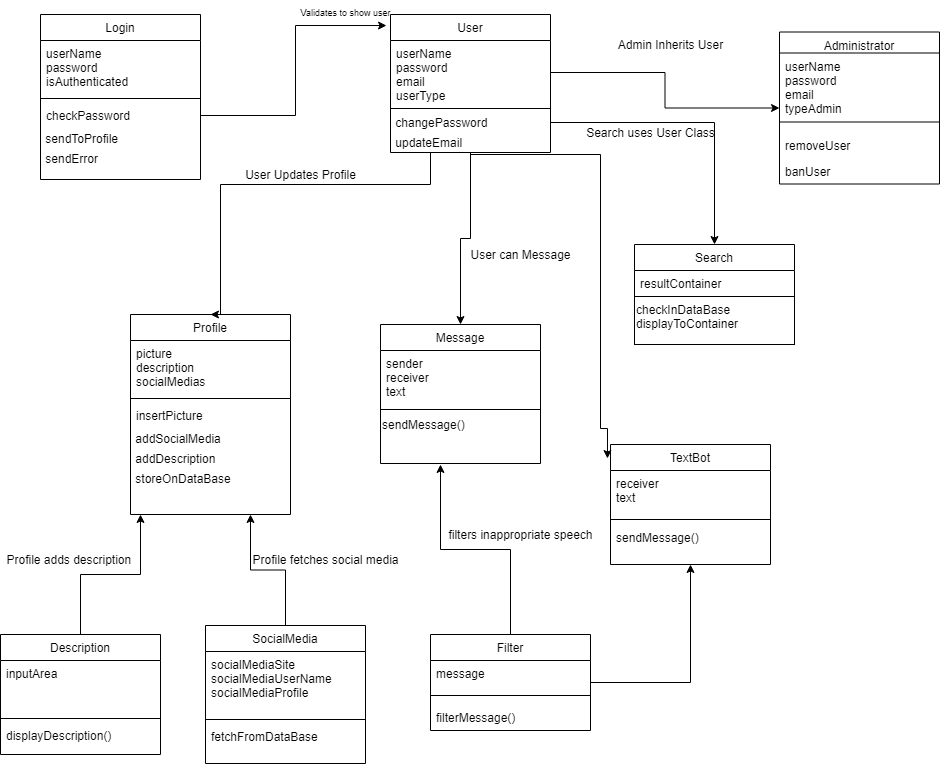 Validates to show user
Login
userName
password
isAuthenticated
checkPassword
sendToProfile
sendError
User
userName
password
email
userType
changePassword
updateEmail
Admin Inherits User
Administrator
userName
password
email
typeAdmin
removeUser
banUser
Search uses User Class
User Updates Profile
User can Message
Search
resultContainer
checkInDataBase
displayToContainer
Profile
picture
description
socialMedias
insertPicture
addSocialMedia
addDescription
storeOnDataBase
Message
sender
receiver
text
sendMessage()
TextBot
receiver
text
sendMessage()
filters inappropriate speech
Profile adds description
Profile fetches social media
Description
inputArea
displayDescription()
SocialMedia
socialMediaSite
socialMediaUserName
socialMediaProfile
fetchFromDataBase
Filter
message
filterMessage()